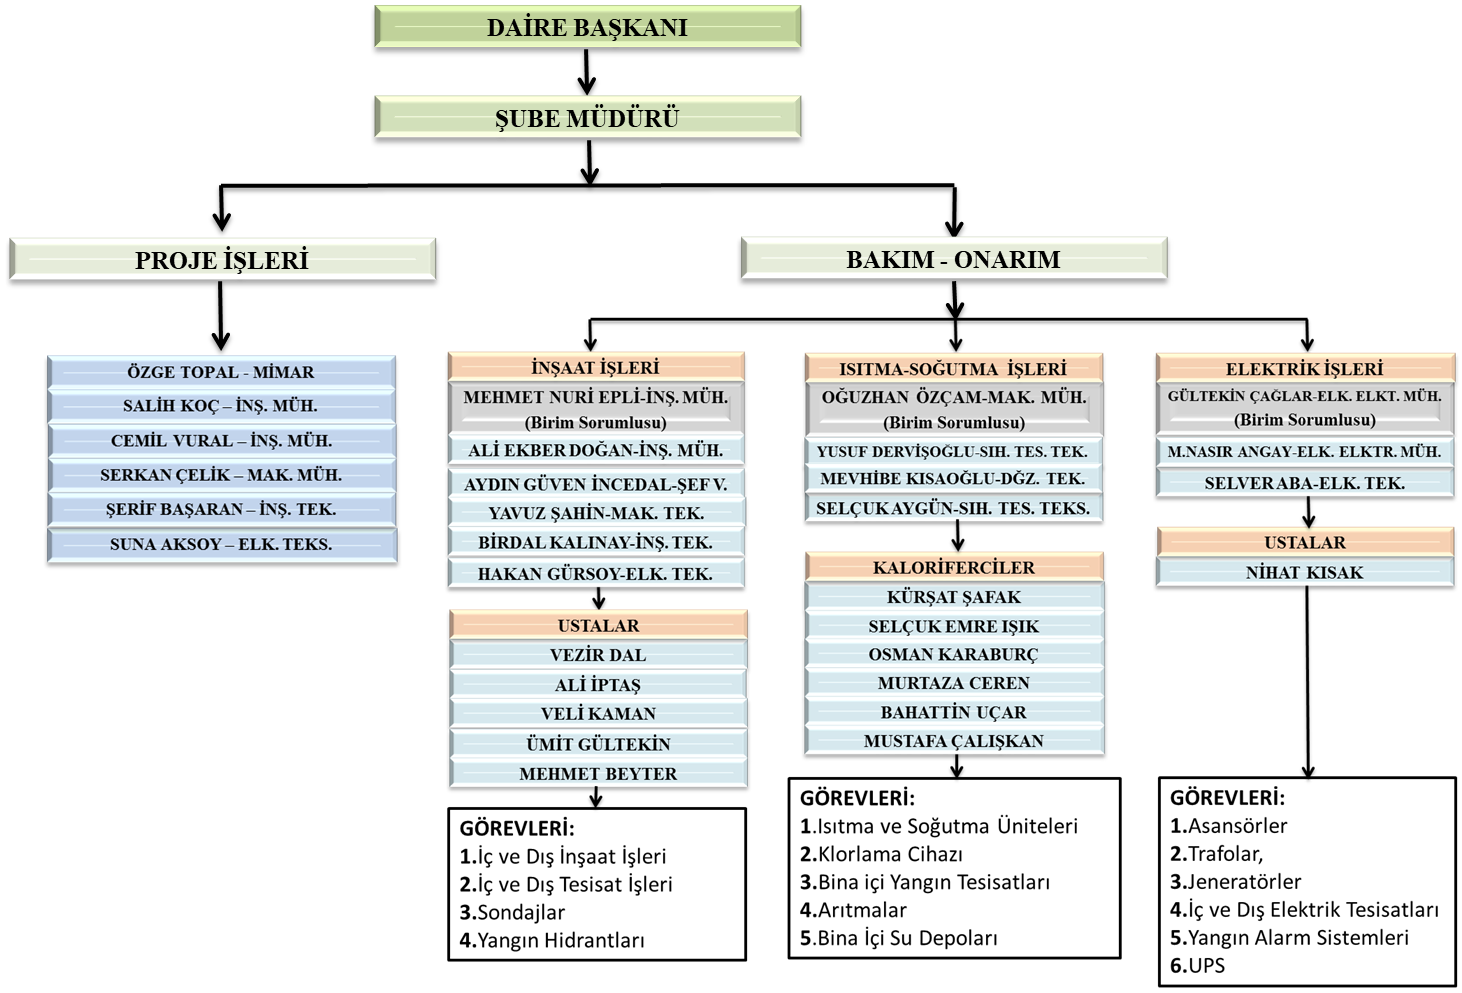 DAİRE BAŞKANI
ŞUBE MÜDÜRÜ
PROJE İŞLERİ
ÖZGE TOPAL - MİMAR
SALİH KOÇ – İNŞ. MÜH.
CEMİL VURAL – İNŞ. MÜH.
SERKAN ÇELİK – MAK. MÜH.
ŞERİF BAŞARAN – İNŞ. TEK.
SUNA AKSOY – ELK. TEKS.
BAKIM - ONARIM
İNŞAAT İŞLERİ
MEHMET NURİ EPLİ-İNŞ. MÜH.
(Birim Sorumlusu)
ALİ EKBER DOĞAN-İNŞ. MÜH.
AYDIN GÜVEN İNCEDAL-ŞEF V.
YAVUZ ŞAHİN-MAK. TEK.
BİRDAL KALINAY-İNŞ. TEK.
HAKAN GÜRSOY-ELK. TEK.
USTALAR
VEZİR DAL
ALİ İPTAŞ
VELİ KAMAN
ÜMİT GÜLTEKİN
MEHMET BEYTER
GÖREVLERİ:
1.İç ve Dış İnşaat İşleri
2.İç ve Dış Tesisat İşleri
3.Sondajlar
4.Yangın Hidrantları
ISITMA-SOĞUTMA İŞLERİ
OĞUZHAN ÖZÇAM-MAK. MÜH.
(Birim Sorumlusu)
YUSUF DERVİŞOĞLU-SIH. TES. TEK.
MEVHİBE KISAOĞLU-DĞZ. TEK.
SELÇUK AYGÜN-SIH. TES. TEKS.
KALORİFERCİLER
KÜRŞAT ŞAFAK
SELÇUK EMRE IŞIK
OSMAN KARABURÇ
MURTAZA CEREN
BAHATTİN UÇAR
MUSTAFA ÇALIŞKAN
GÖREVLERİ:
1.Isıtma ve Soğutma Üniteleri
2.Klorlama Cihazı
3.Bina içi Yangın Tesisatları
4.Arıtmalar
5.Bina İçi Su Depoları
ELEKTRİK İŞLERİ
GÜLTEKİN ÇAĞLAR-ELK. ELKT. MÜH.
(Birim Sorumlusu)
M.NASIR ANGAY-ELK. ELKTR. MÜH.
SELVER ABA-ELK. TEK.
USTALAR
NİHAT KISAK
GÖREVLERİ:
1.Asansörler
2.Trafolar,
3.Jeneratörler
4.İç ve Dış Elektrik Tesisatları
5.Yangın Alarm Sistemleri
6.UPS